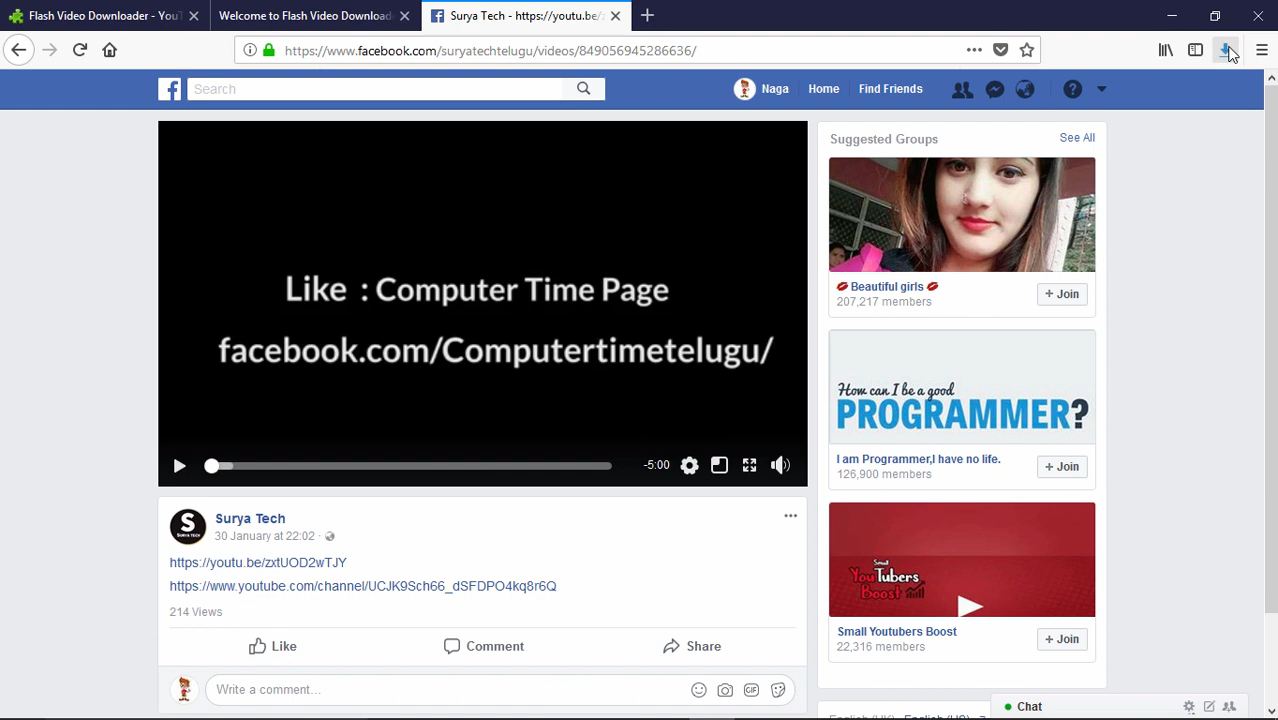 Flash Video Downloader - You
Welcome to Flash Video Download
Surya Tech - https://youtu.be/
https://www.facebook.com/suryatechtelugu/videos/849056945286636/
Search
Naga
Home
Find Friends
Like : Computer Time Page
facebook.com/Computertimetelugu/
-5:00
Surya Tech
30 January at 22:02 ·
https://youtu.be/zxtUOD2wTJY
https://www.youtube.com/channel/UCJK9Sch66_dSFDPO4kq8r6Q
214 Views
Like
Comment
Share
Write a comment...
GIF
Suggested Groups
See All
💋 Beautiful girls 💋
207,217 members
+ Join
How can I be a good
PROGRAMMER?
I am Programmer,I have no life.
126,900 members
+ Join
Small
YouTubers
Boost
Small Youtubers Boost
22,316 members
+ Join
Chat